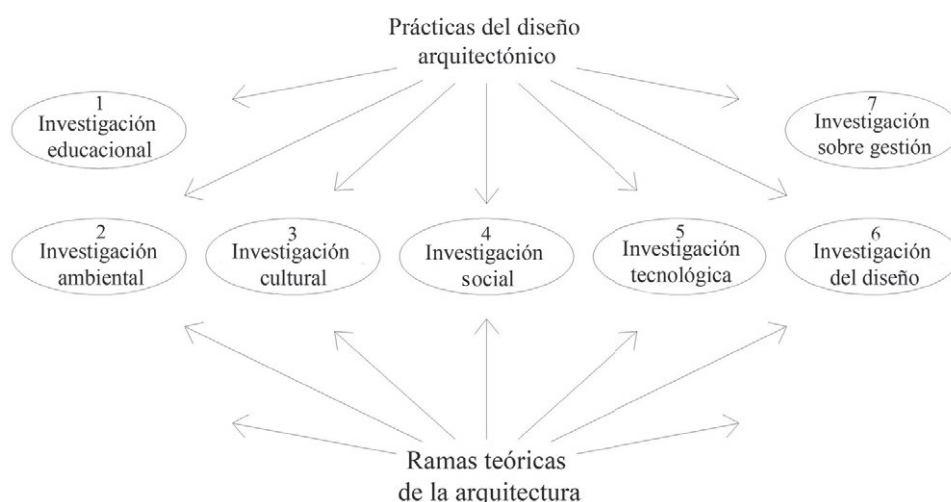 Prácticas del diseño
arquitectónico
1
Investigación
educacional
7
Investigación
sobre gestión
2
Investigación
ambiental
3
Investigación
cultural
4
Investigación
social
5
Investigación
tecnológica
6
Investigación
del diseño
Ramas teóricas
de la arquitectura